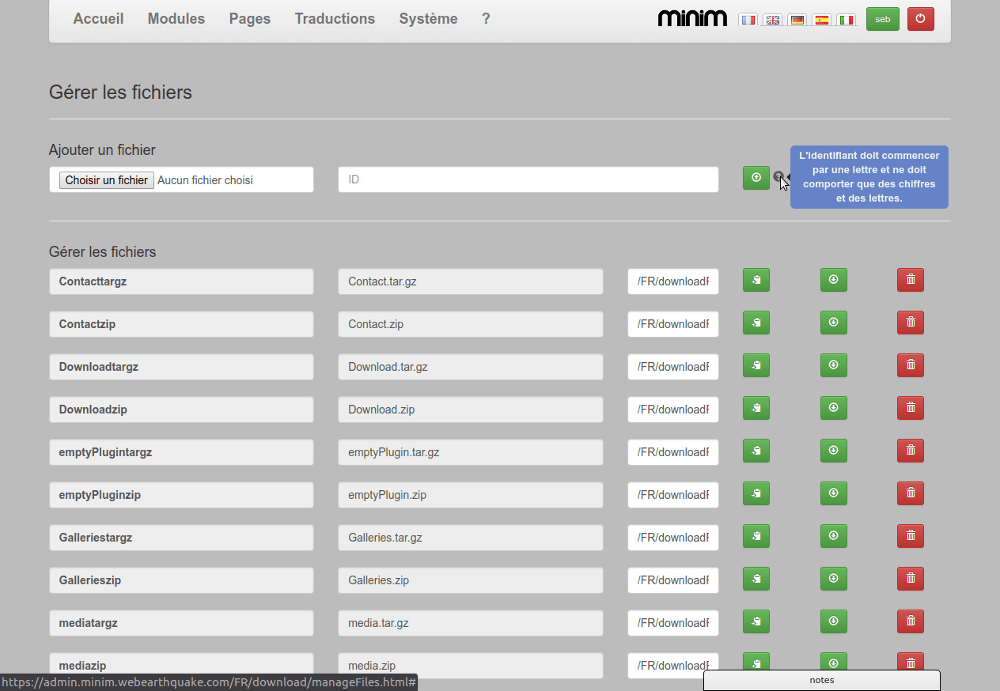 Accueil Modules Pages Traductions Système ? minim seb
Gérer les fichiers
Ajouter un fichier
Choisir un fichier Aucun fichier choisi ID ?
L'identifiant doit commencer
par une lettre et ne doit
comporter que des chiffres
et des lettres.
Gérer les fichiers
Contacttargz Contact.tar.gz /FR/downloadF
Contactzip Contact.zip /FR/downloadF
Downloadtargz Download.tar.gz /FR/downloadF
Downloadzip Download.zip /FR/downloadF
emptyPlugintargz emptyPlugin.tar.gz /FR/downloadF
emptyPluginzip emptyPlugin.zip /FR/downloadF
Galleriestargz Galleries.tar.gz /FR/downloadF
Gallerieszip Galleries.zip /FR/downloadF
mediatargz media.tar.gz /FR/downloadF
mediazip media.zip /FR/downloadF
https://admin.minim.webearthquake.com/FR/download/manageFiles.html#
notes